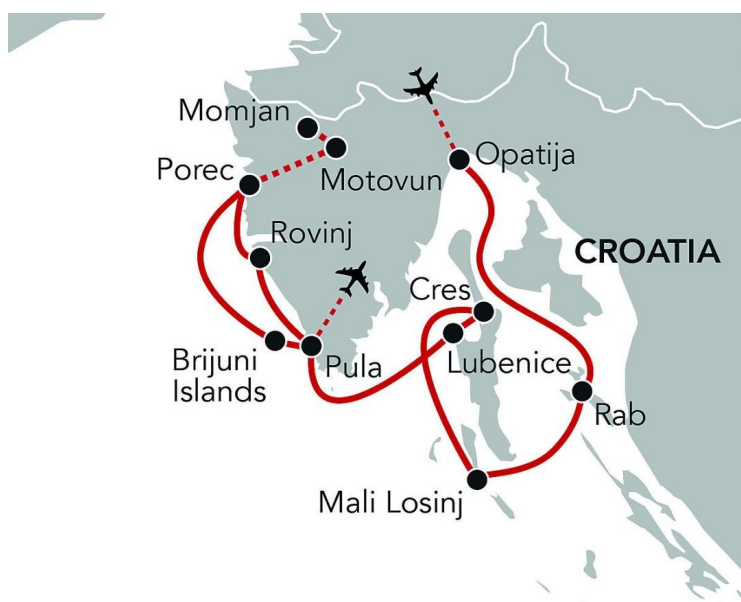 Momjan
Opatija
Porec
Motovun
Rovinj
CROATIA
Cres
Brijuni
Islands
Pula
Lubenice
Rab
Mali Losinj